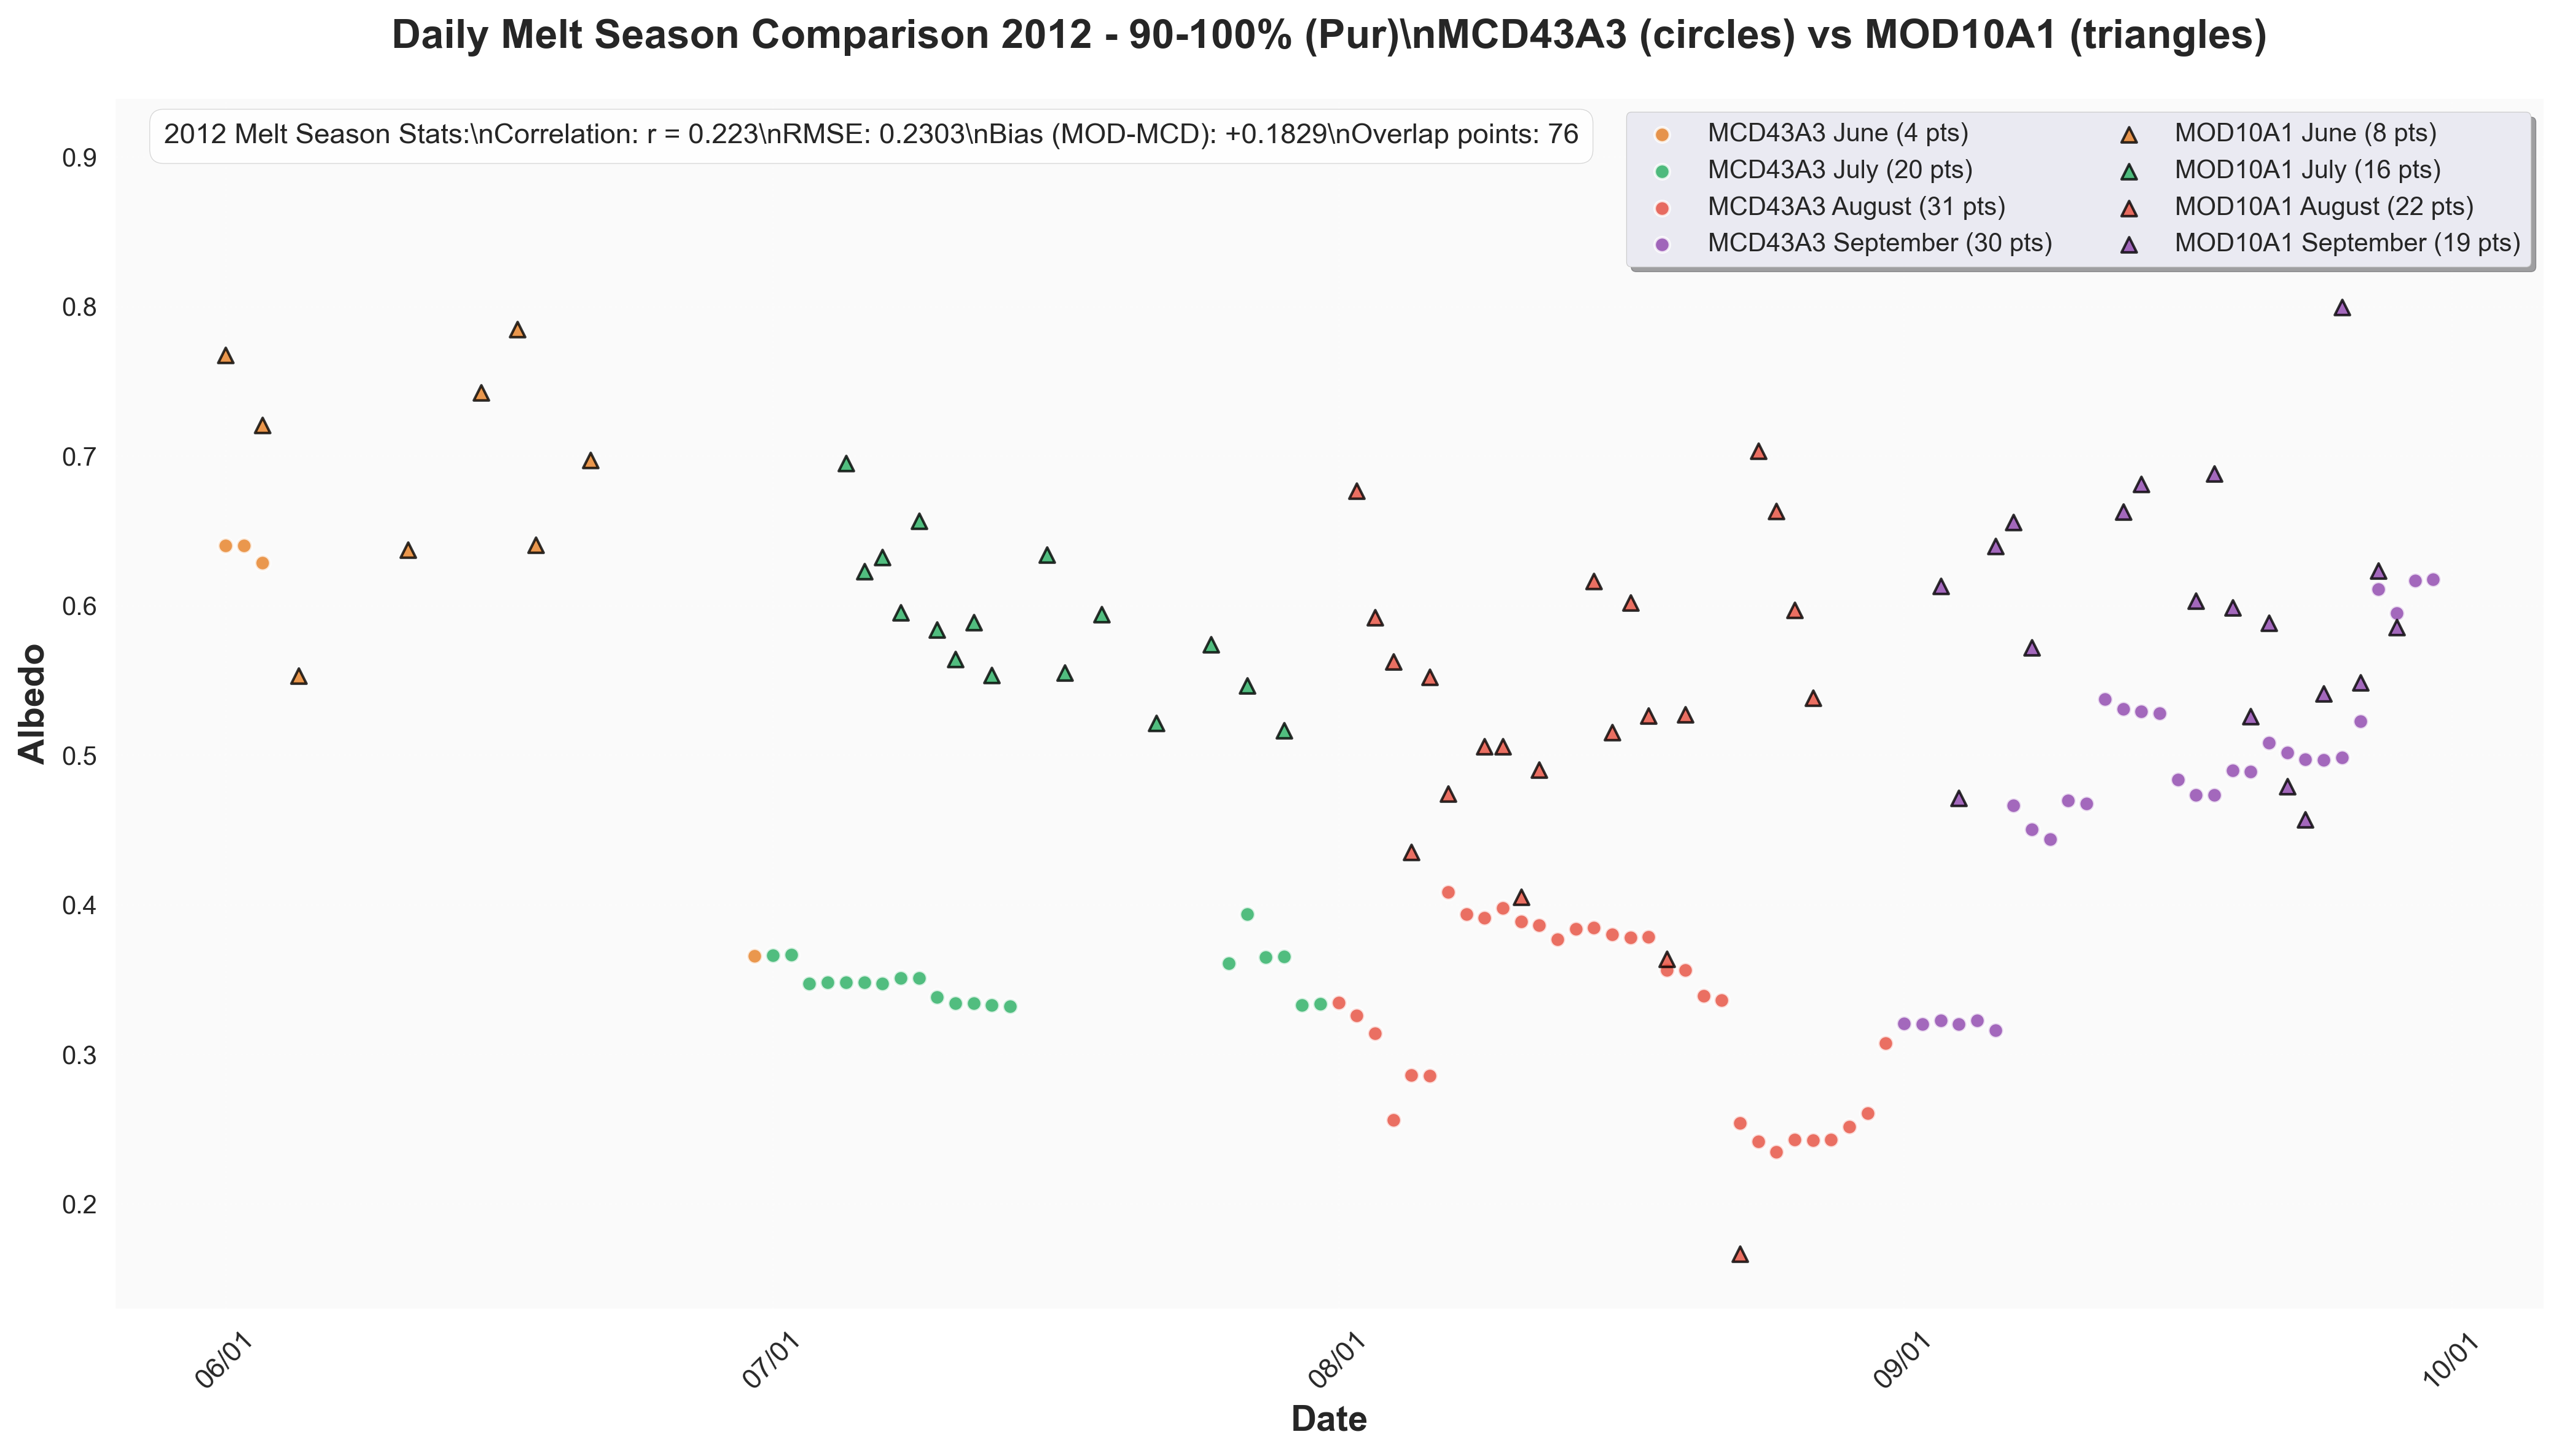 Daily Melt Season Comparison 2012 - 90-100% (Pur)\nMCD43A3 (circles) vs MOD10A1 (triangles)
2012 Melt Season Stats:\nCorrelation: r = 0.223\nRMSE: 0.2303\nBias (MOD-MCD): +0.1829\nOverlap points: 76
MCD43A3 June (4 pts)
MCD43A3 July (20 pts)
MCD43A3 August (31 pts)
MCD43A3 September (30 pts)
MOD10A1 June (8 pts)
MOD10A1 July (16 pts)
MOD10A1 August (22 pts)
MOD10A1 September (19 pts)
Albedo
0.9
0.8
0.7
0.6
0.5
0.4
0.3
0.2
06/01
07/01
08/01
09/01
10/01
Date